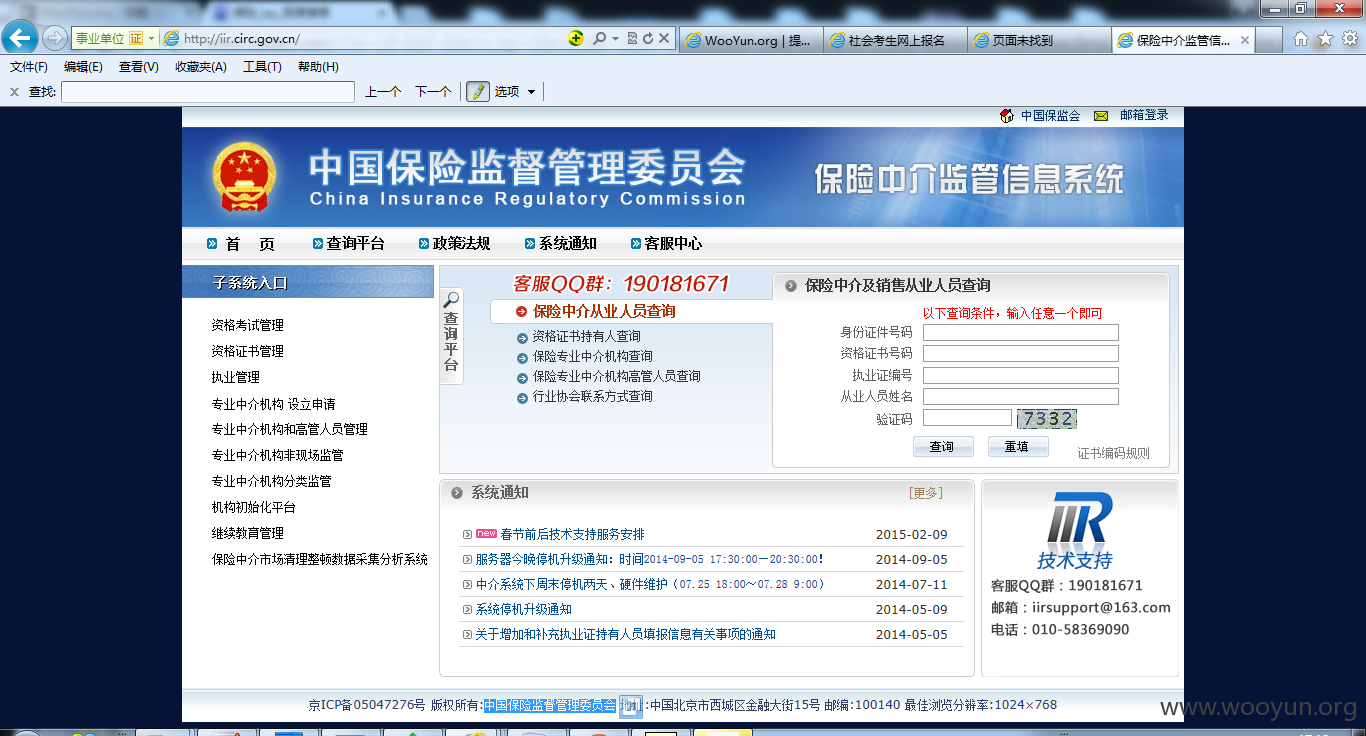 事业单位 证 http://iir.circ.gov.cn/ WooYun.org | 提... 社会考生网上报名 页面未找到 保险中介监管信...
文件(F) 编辑(E) 查看(V) 收藏夹(A) 工具(T) 帮助(H)
查找: 上一个 下一个 选项
中国保监会 邮箱登录
中国保险监督管理委员会
China Insurance Regulatory Commission
保险中介监管信息系统
首 页 查询平台 政策法规 系统通知 客服中心
子系统入口
资格考试管理
资格证书管理
执业管理
专业中介机构 设立申请
专业中介机构和高管人员管理
专业中介机构非现场监管
专业中介机构分类监管
机构初始化平台
继续教育管理
保险中介市场清理整顿数据采集分析系统
查询平台
客服QQ群：190181671
保险中介从业人员查询
资格证书持有人查询
保险专业中介机构查询
保险专业中介机构高管人员查询
行业协会联系方式查询
保险中介及销售从业人员查询
以下查询条件，输入任意一个即可
身份证件号码
资格证书号码
执业证编号
从业人员姓名
验证码 7332
查询 重填 证书编码规则
系统通知 [更多]
new 春节前后技术支持服务安排 2015-02-09
服务器今晚停机升级通知：时间2014-09-05 17:30:00—20:30:00! 2014-09-05
中介系统下周末停机两天、硬件维护（07.25 18:00～07.28 9:00） 2014-07-11
系统停机升级通知 2014-05-09
关于增加和补充执业证持有人员填报信息有关事项的通知 2014-05-05
IIR
技术支持
客服QQ群：190181671
邮箱：iirsupport@163.com
电话：010-58369090
京ICP备05047276号 版权所有:中国保险监督管理委员会 :中国北京市西城区金融大街15号 邮编:100140 最佳浏览分辨率:1024×768
www.wooyun.org